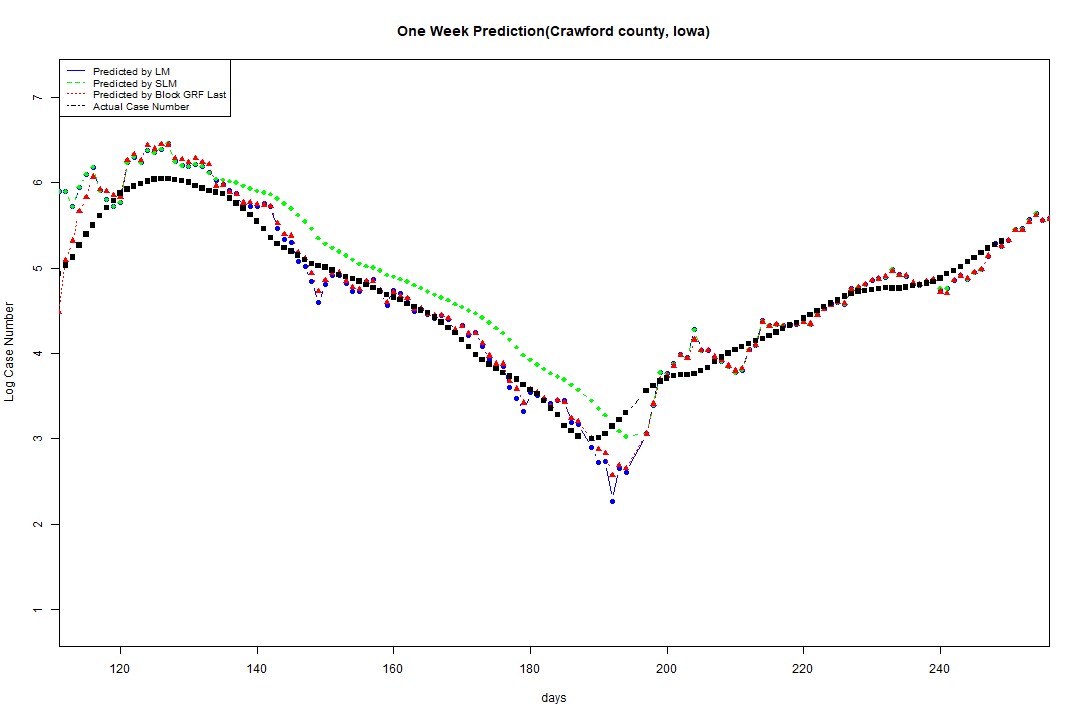 One Week Prediction(Crawford county, Iowa)
Predicted by LM
Predicted by SLM
Predicted by Block GRF Last
Actual Case Number
7
6
5
4
3
2
1
Log Case Number
120 140 160 180 200 220 240
days